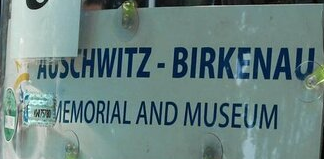 AUSCHWITZ - BIRKENAU
MEMORIAL AND MUSEUM